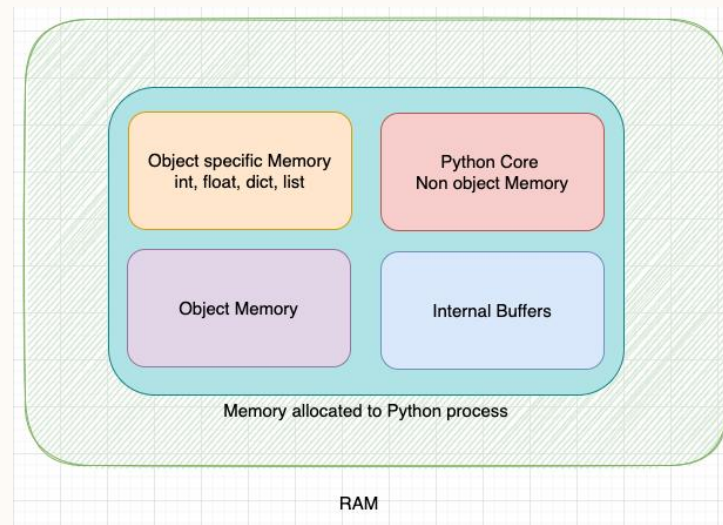 Object specific Memory
int, float, dict, list
Python Core
Non object Memory
Object Memory
Internal Buffers
Memory allocated to Python process
RAM